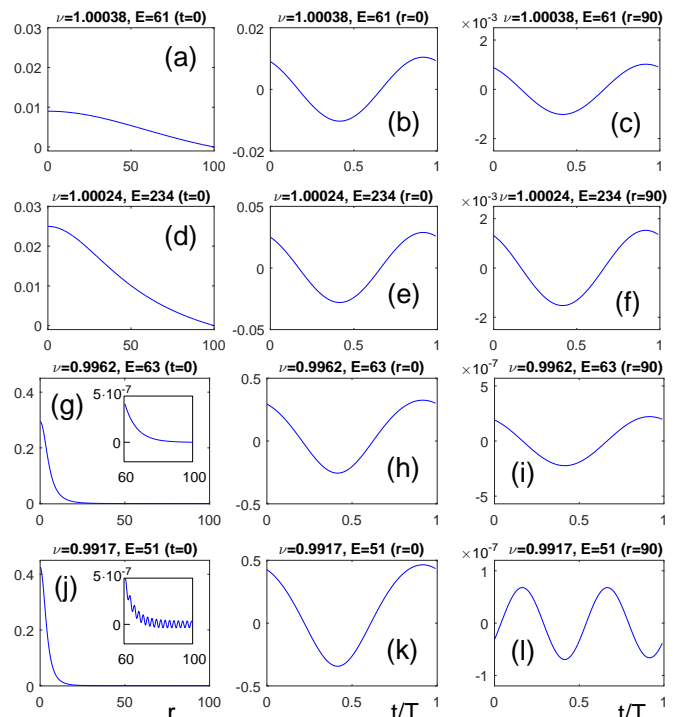 ν=1.00038, E=61 (t=0)
0.03
0.02
0.01
0
0 50 100
(a)
ν=1.00038, E=61 (r=0)
0.02
0
-0.02
0 0.5 1
(b)
×10⁻³ ν=1.00038, E=61 (r=90)
2
0
-2
0 0.5 1
(c)
ν=1.00024, E=234 (t=0)
0.03
0.02
0.01
0
0 50 100
(d)
ν=1.00024, E=234 (r=0)
0.05
0
-0.05
0 0.5 1
(e)
×10⁻³ ν=1.00024, E=234 (r=90)
2
0
-2
0 0.5 1
(f)
ν=0.9962, E=63 (t=0)
0.4
0.2
0
0 50 100
(g)
5·10⁻⁷
0
60 100
ν=0.9962, E=63 (r=0)
0.5
0
-0.5
0 0.5 1
(h)
×10⁻⁷ ν=0.9962, E=63 (r=90)
5
0
-5
0 0.5 1
(i)
ν=0.9917, E=51 (t=0)
0.4
0.2
0
0 50 100
(j)
5·10⁻⁷
0
60 100
r
ν=0.9917, E=51 (r=0)
0.5
0
-0.5
0 0.5 1
(k)
t/T
×10⁻⁷ ν=0.9917, E=51 (r=90)
1
0
-1
0 0.5 1
(l)
t/T